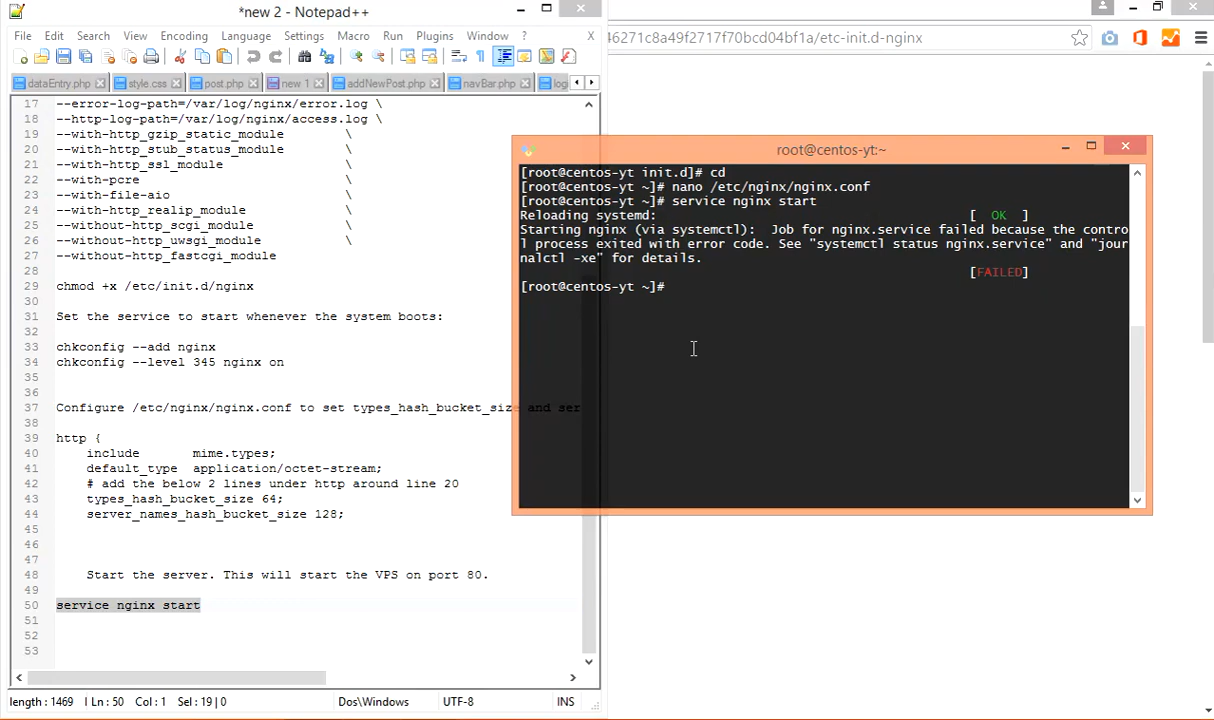 *new 2 - Notepad++
File Edit Search View Encoding Language Settings Macro Run Plugins Window ? X
dataEntry.php style.css post.php new 1 addNewPost.php navBar.php log
17 --error-log-path=/var/log/nginx/error.log \
18 --http-log-path=/var/log/nginx/access.log \
19 --with-http_gzip_static_module \
20 --with-http_stub_status_module \
21 --with-http_ssl_module \
22 --with-pcre \
23 --with-file-aio \
24 --with-http_realip_module \
25 --without-http_scgi_module \
26 --without-http_uwsgi_module \
27 --without-http_fastcgi_module
28
29 chmod +x /etc/init.d/nginx
30
31 Set the service to start whenever the system boots:
32
33 chkconfig --add nginx
34 chkconfig --level 345 nginx on
35
36
37 Configure /etc/nginx/nginx.conf to set types_hash_bucket_size and ser
38
39 http {
40 include mime.types;
41 default_type application/octet-stream;
42 # add the below 2 lines under http around line 20
43 types_hash_bucket_size 64;
44 server_names_hash_bucket_size 128;
45
46
47
48 Start the server. This will start the VPS on port 80.
49
50 service nginx start
51
52
53
length : 1469 l Ln : 50 Col : 1 Sel : 19 | 0 Dos\Windows UTF-8 INS
46271c8a49f2717f70bcd04bf1a/etc-init.d-nginx
root@centos-yt:~
[root@centos-yt init.d]# cd
[root@centos-yt ~]# nano /etc/nginx/nginx.conf
[root@centos-yt ~]# service nginx start
Reloading systemd: [ OK ]
Starting nginx (via systemctl): Job for nginx.service failed because the contro
l process exited with error code. See "systemctl status nginx.service" and "jour
nalctl -xe" for details.
[FAILED]
[root@centos-yt ~]#